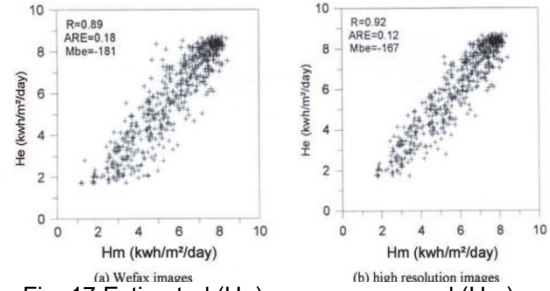 R=0.89
ARE=0.18
Mbe=-181
He (kwh/m²/day)
10
8
6
4
2
0
0 2 4 6 8 10
Hm (kwh/m²/day)
(a) Wefax images
R=0.92
ARE=0.12
Mbe=-167
He (kwh/m²/day)
10
8
6
4
2
0
0 2 4 6 8 10
Hm (kwh/m²/day)
(b) high resolution images
Fig. 17 Estimated (He)